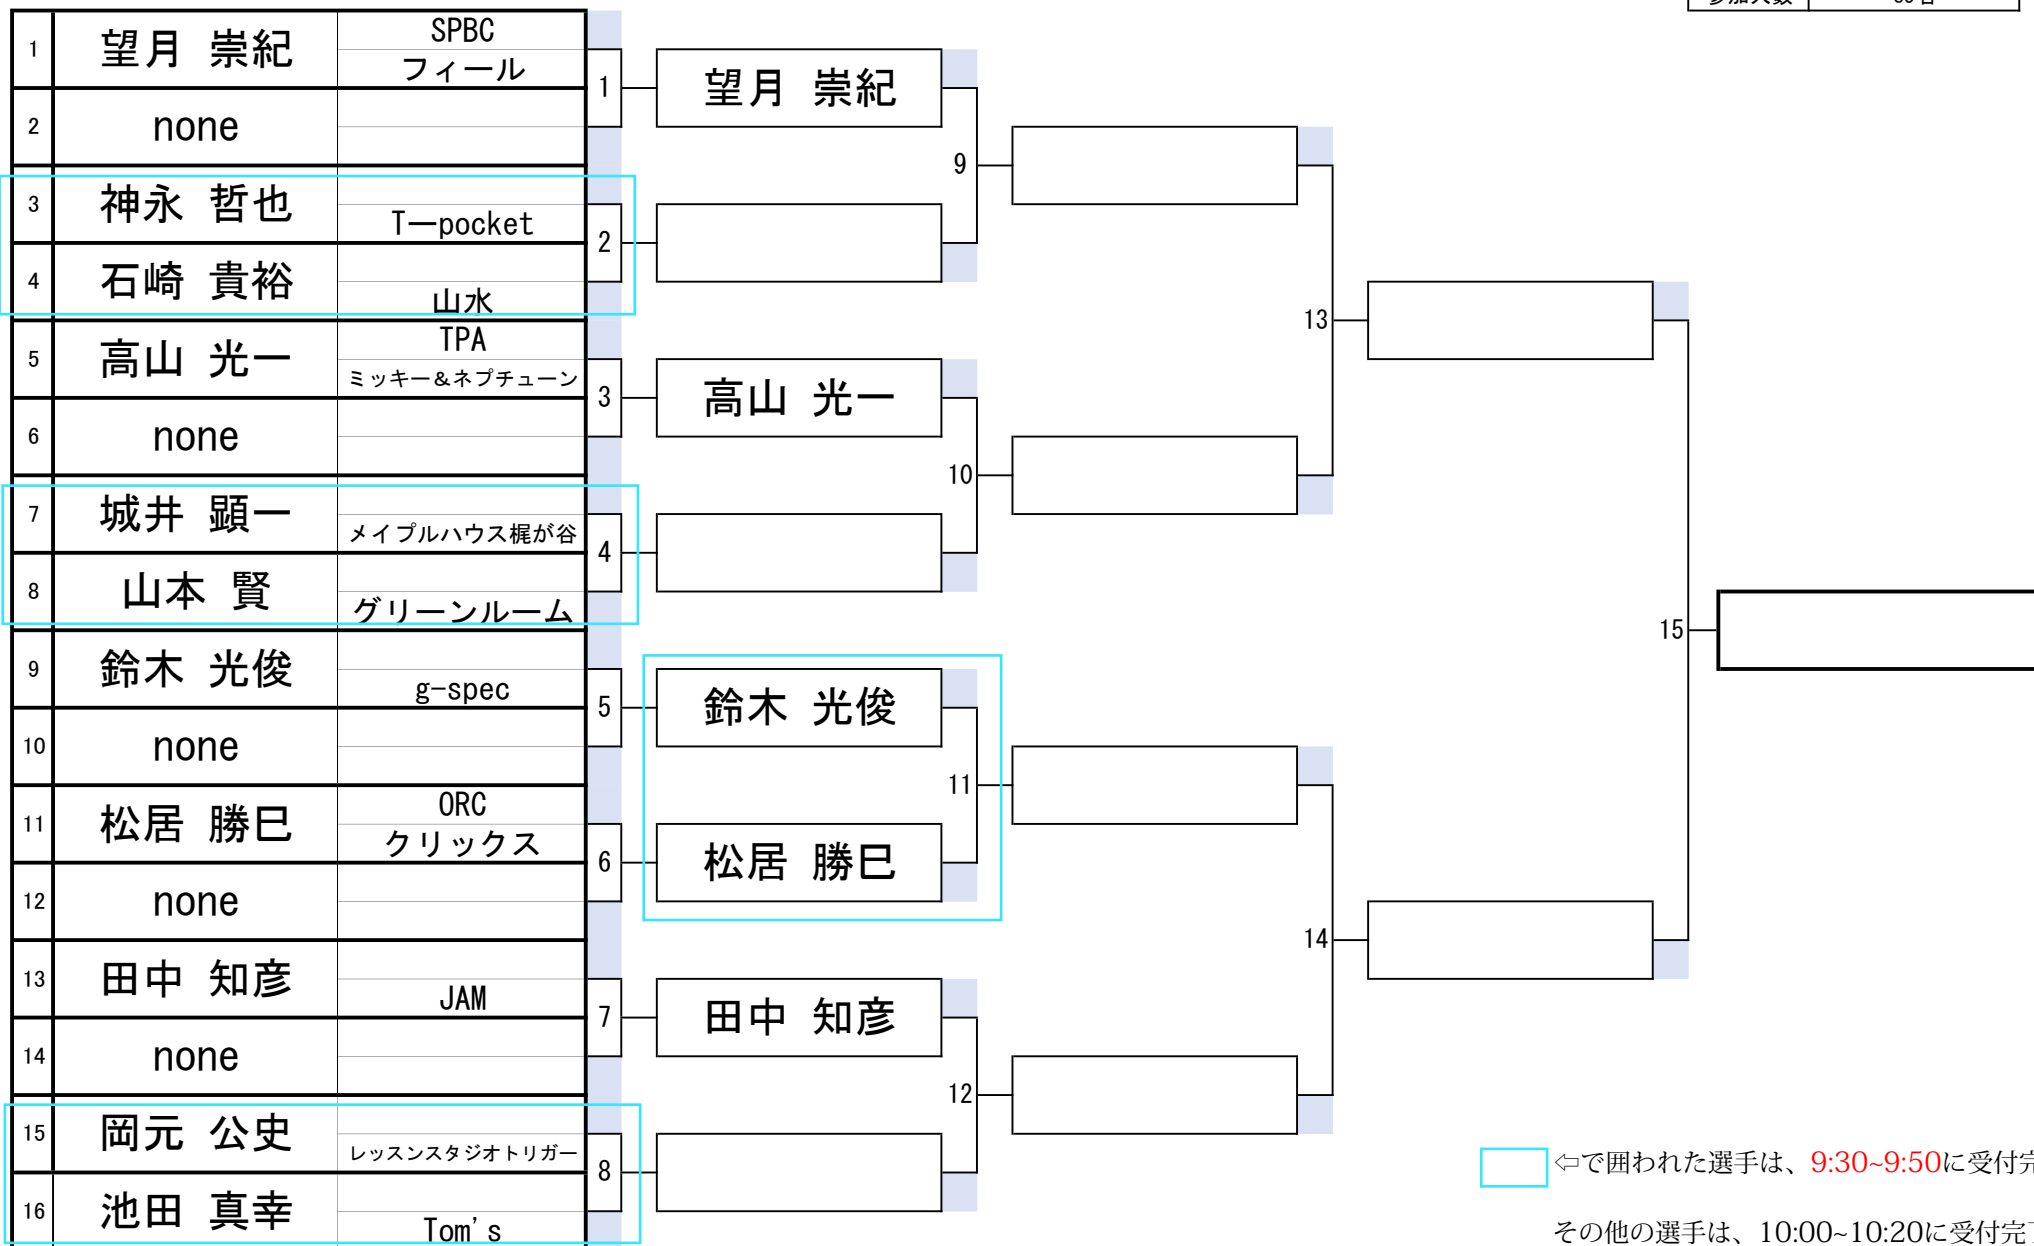 1 望月 崇紀 SPBC
フィール
2 none
3 神永 哲也
T—pocket
4 石崎 貴裕
山水
5 高山 光一 TPA
ミッキー&ネプチューン
6 none
7 城井 顕一
メイプルハウス梶が谷
8 山本 賢
グリーンルーム
9 鈴木 光俊
g-spec
10 none
11 松居 勝巳 ORC
クリックス
12 none
13 田中 知彦
JAM
14 none
15 岡元 公史
レッスンスタジオトリガー
16 池田 真幸
Tom's
1
2
3
4
5
6
7
8
望月 崇紀
高山 光一
鈴木 光俊
松居 勝巳
田中 知彦
9
10
11
12
13
14
15
⇦で囲われた選手は、9:30~9:50に受付完
その他の選手は、10:00~10:20に受付完